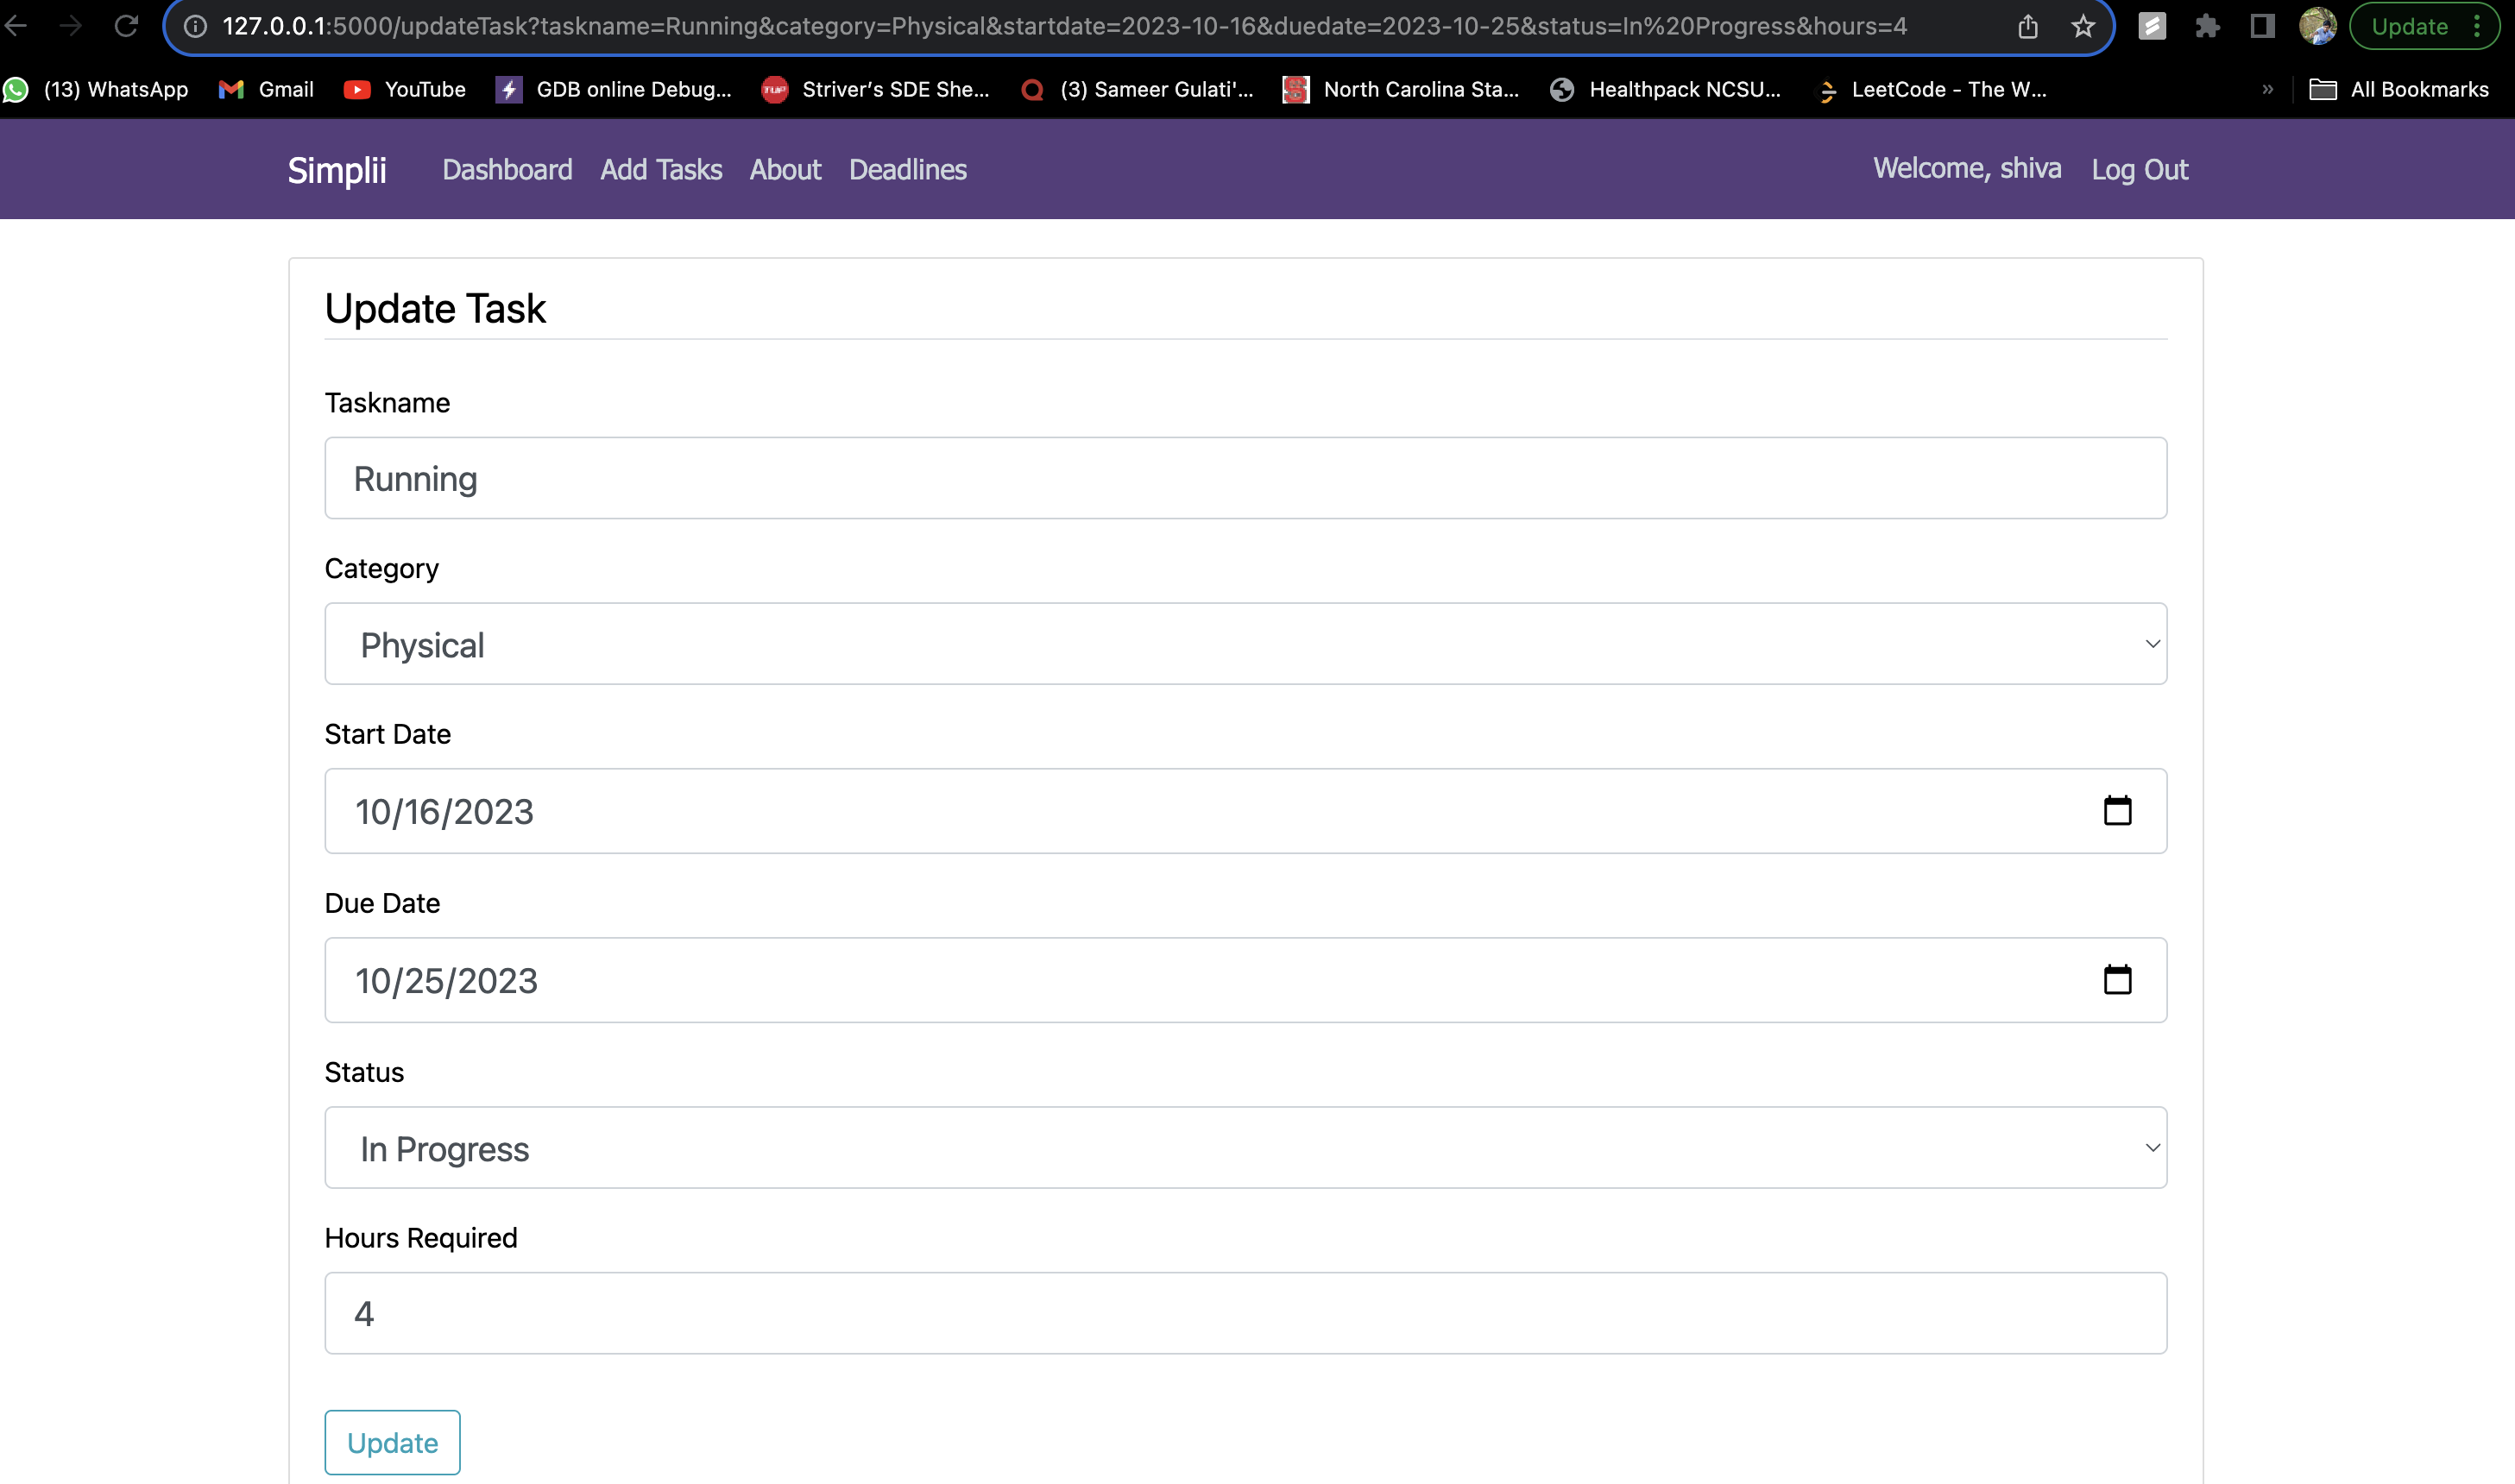 127.0.0.1:5000/updateTask?taskname=Running&category=Physical&startdate=2023-10-16&duedate=2023-10-25&status=In%20Progress&hours=4 Update
(13) WhatsApp Gmail YouTube GDB online Debug... TUF Striver's SDE She... (3) Sameer Gulati'... North Carolina Sta... Healthpack NCSU... LeetCode - The W... » All Bookmarks
Simplii Dashboard Add Tasks About Deadlines Welcome, shiva Log Out
Update Task
Taskname
Running
Category
Physical
Start Date
10/16/2023
Due Date
10/25/2023
Status
In Progress
Hours Required
4
Update